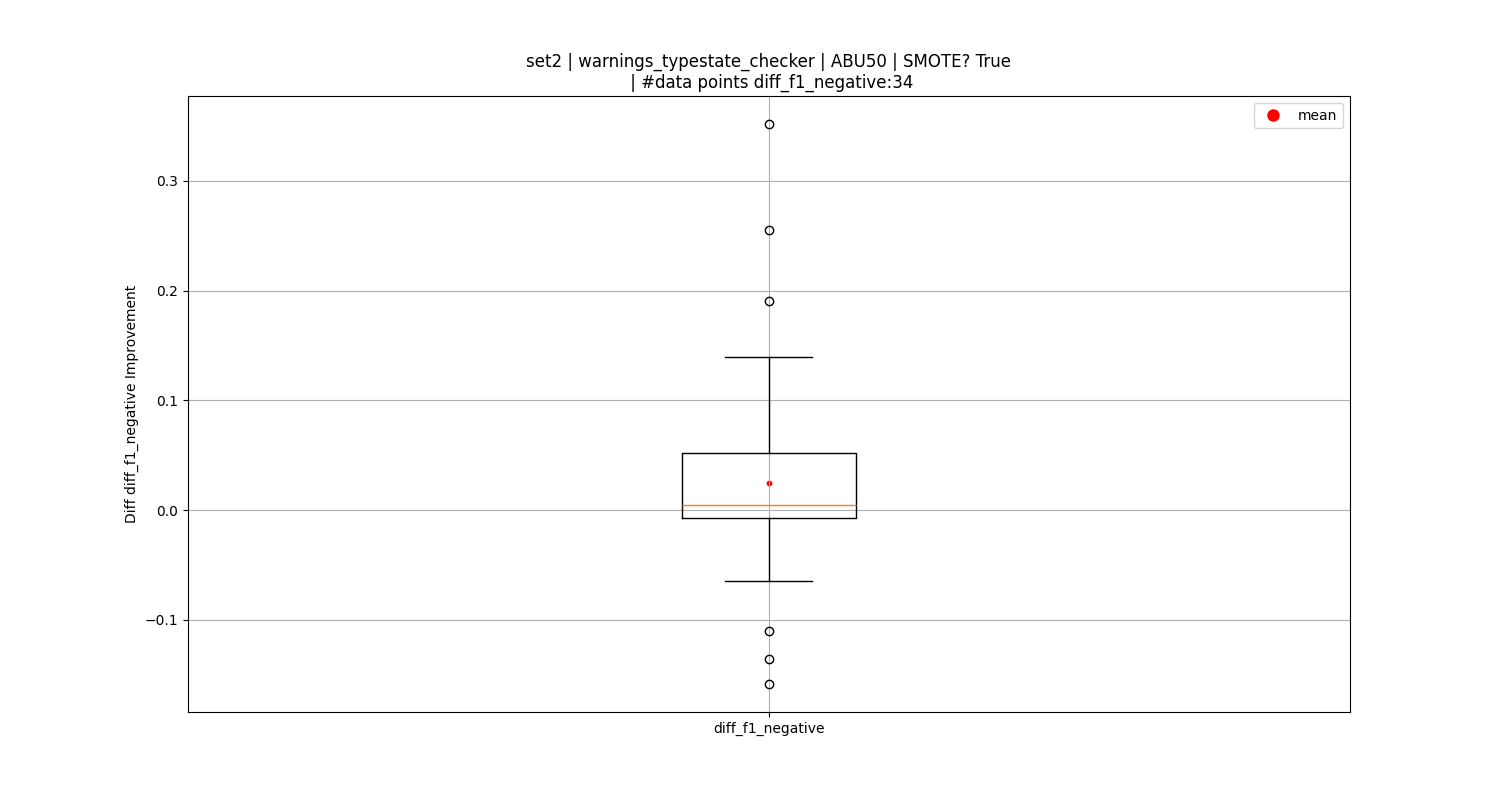 set2 | warnings_typestate_checker | ABU50 | SMOTE? True
| #data points diff_f1_negative:34
mean
0.3
0.2
0.1
0.0
−0.1
Diff diff_f1_negative Improvement
diff_f1_negative